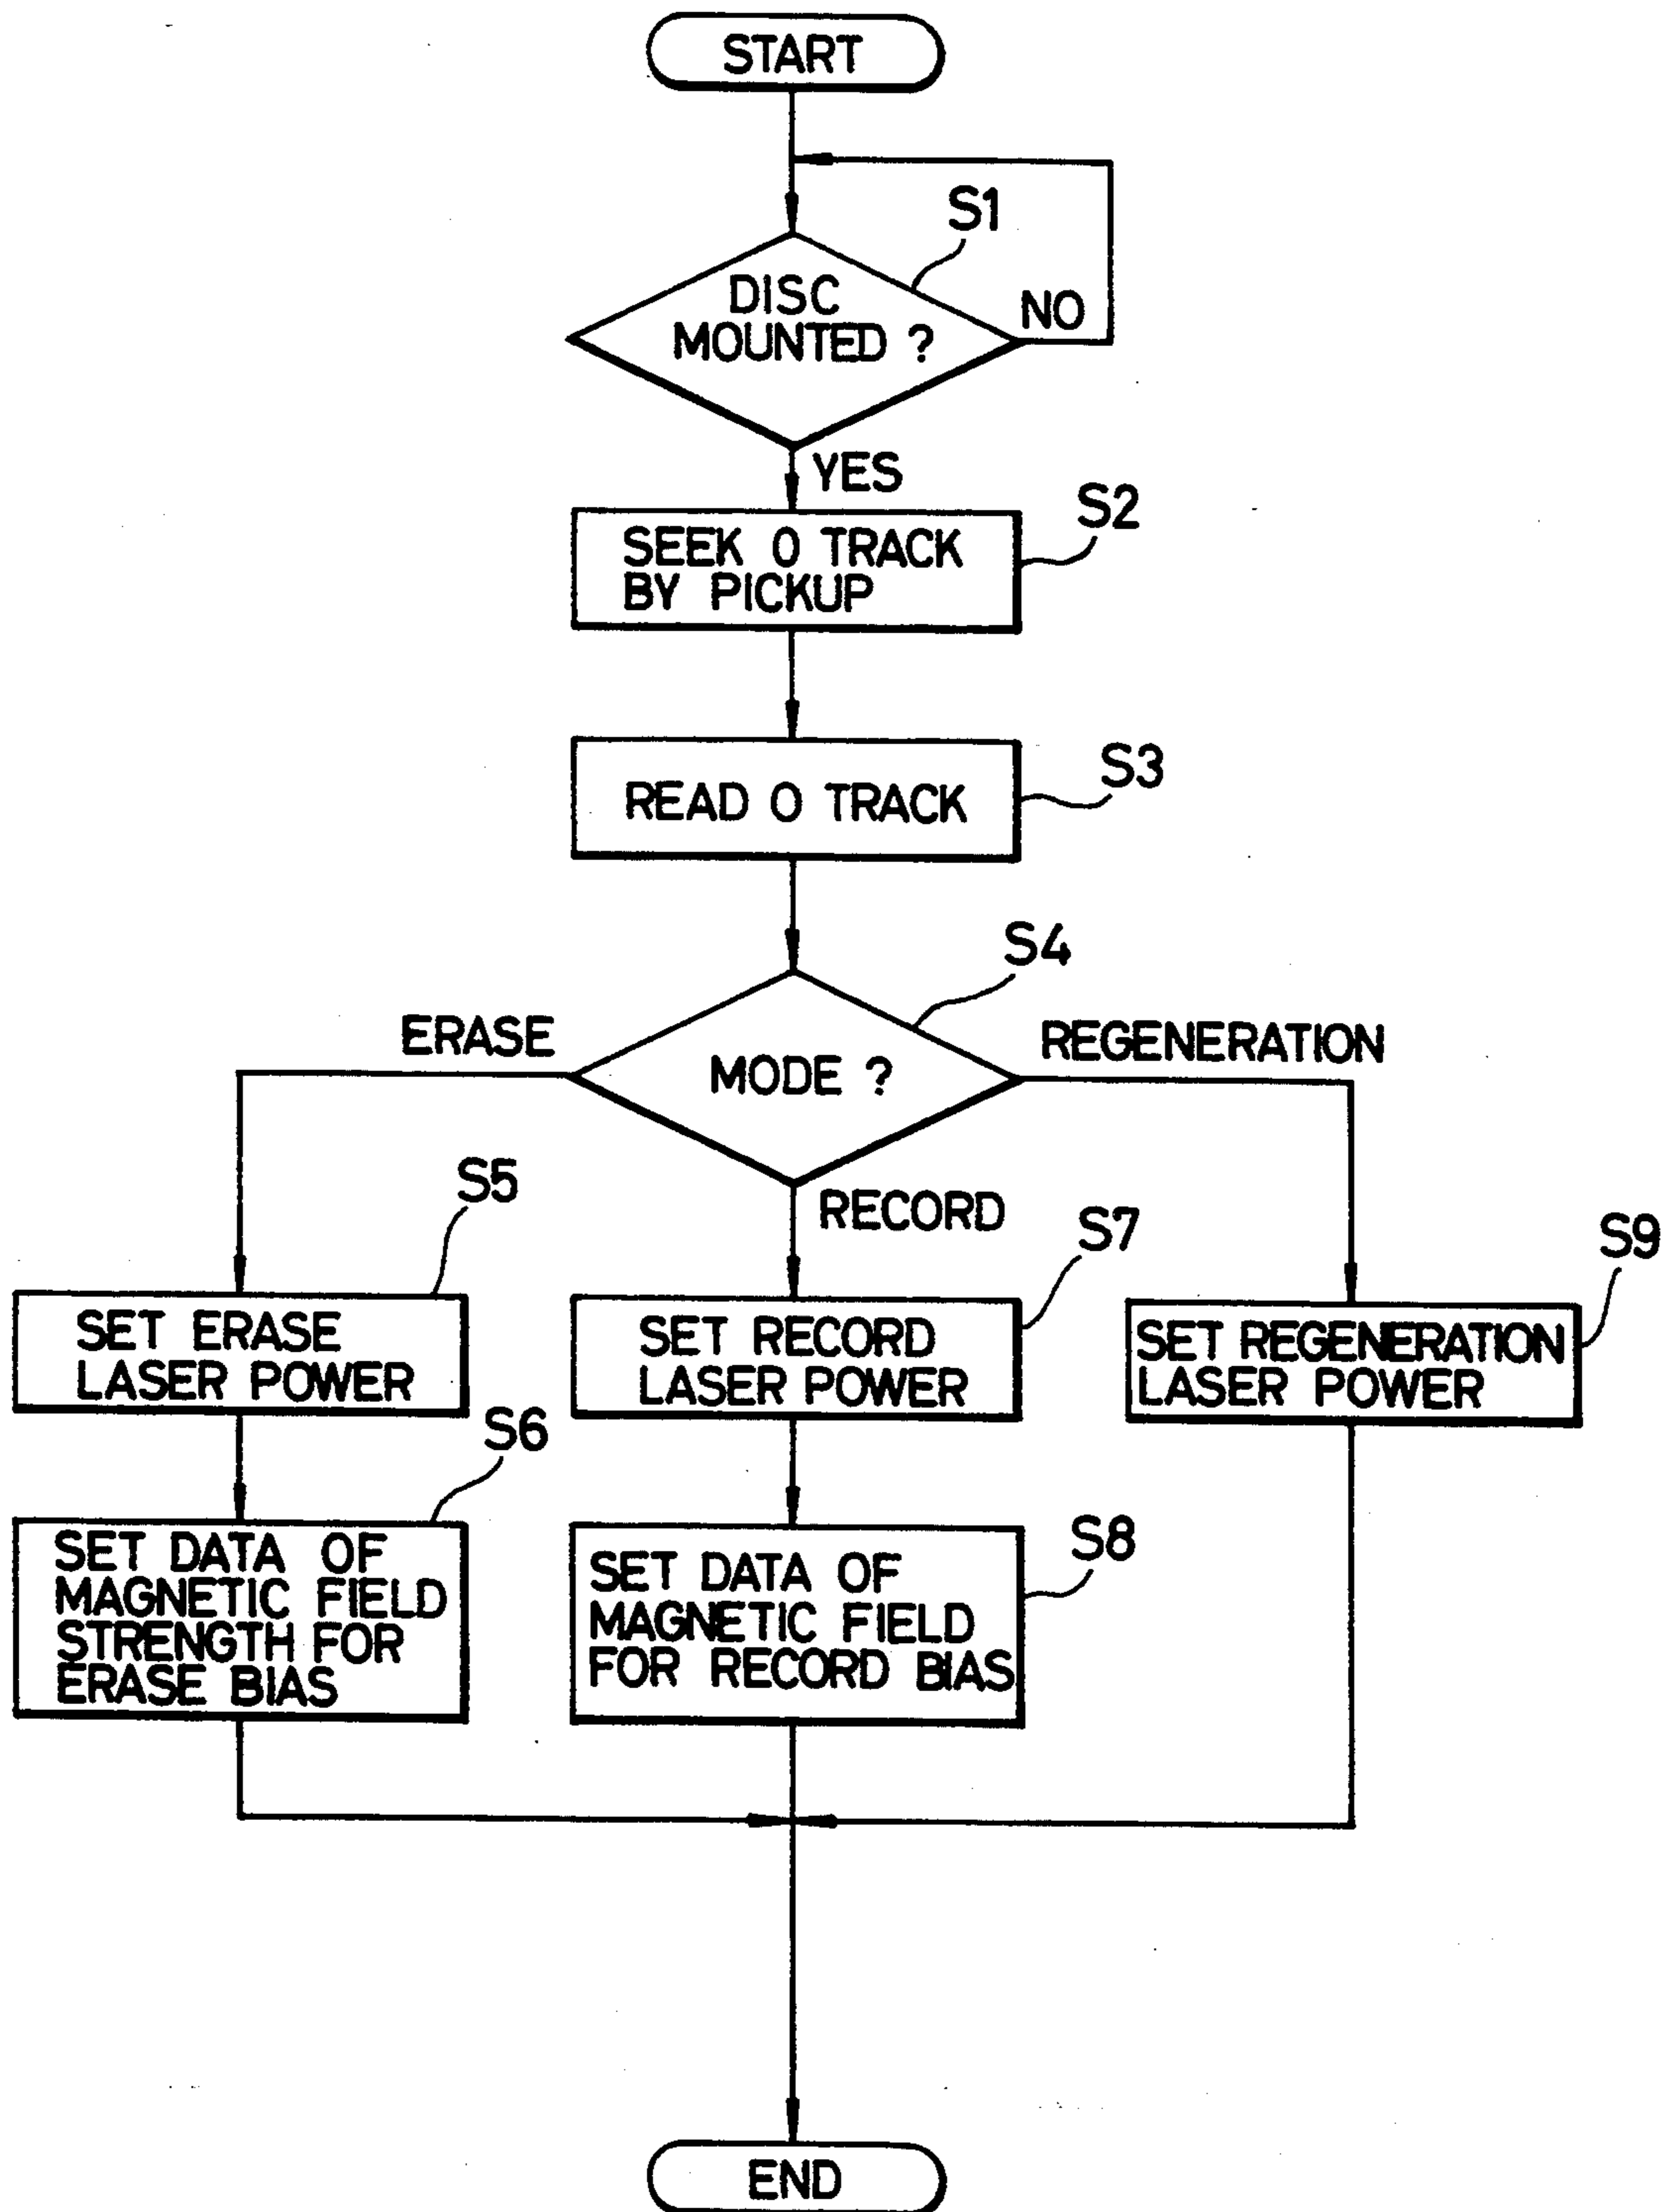 START
S1
DISC
MOUNTED ?
NO
YES
S2
SEEK 0 TRACK
BY PICKUP
S3
READ 0 TRACK
S4
ERASE
MODE ?
REGENERATION
RECORD
S5
SET ERASE
LASER POWER
S7
SET RECORD
LASER POWER
S9
SET REGENERATION
LASER POWER
S6
SET DATA OF
MAGNETIC FIELD
STRENGTH FOR
ERASE BIAS
S8
SET DATA OF
MAGNETIC FIELD
FOR RECORD BIAS
END